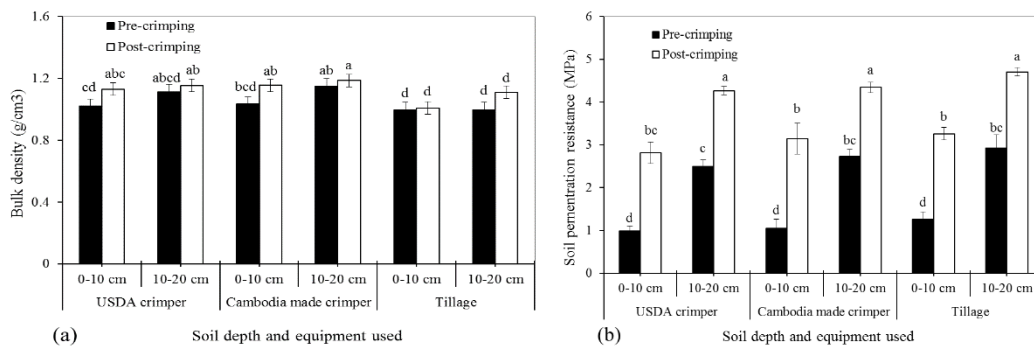 1.6
Pre-crimping
Post-crimping
1.2
0.8
0.4
0
Bulk density (g/cm3)
cd
abc
abcd
ab
bcd
ab
ab
a
d
d
d
d
0-10 cm
10-20 cm
0-10 cm
10-20 cm
0-10 cm
10-20 cm
USDA crimper
Cambodia made crimper
Tillage
(a)
Soil depth and equipment used
6
Pre-crimping
Post-crimping
5
4
3
2
1
0
Soil pementration resistance (MPa)
d
bc
c
a
d
b
bc
a
d
b
bc
a
0-10 cm
10-20 cm
0-10 cm
10-20 cm
0-10 cm
10-20 cm
USDA crimper
Cambodia made crimper
Tillage
(b)
Soil depth and equipment used